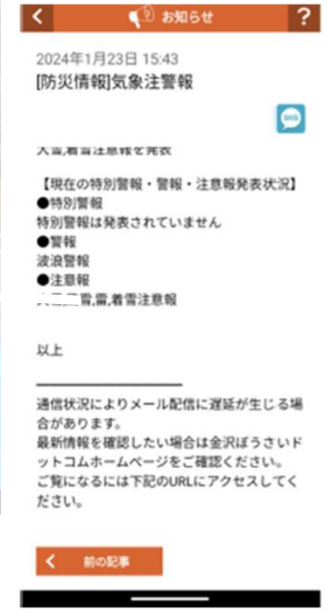 お知らせ
?
2024年1月23日 15:43
[防災情報]気象注警報
SNS
大雪,着雪注意報を発表
【現在の特別警報・警報・注意報発表状況】
●特別警報
特別警報は発表されていません
●警報
波浪警報
●注意報
雪,雷,着雪注意報
以上
通信状況によりメール配信に遅延が生じる場
合があります。
最新情報を確認したい場合は金沢ぼうさいド
ットコムホームページをご確認ください。
ご覧になるには下記のURLにアクセスしてく
ださい。
前の記事